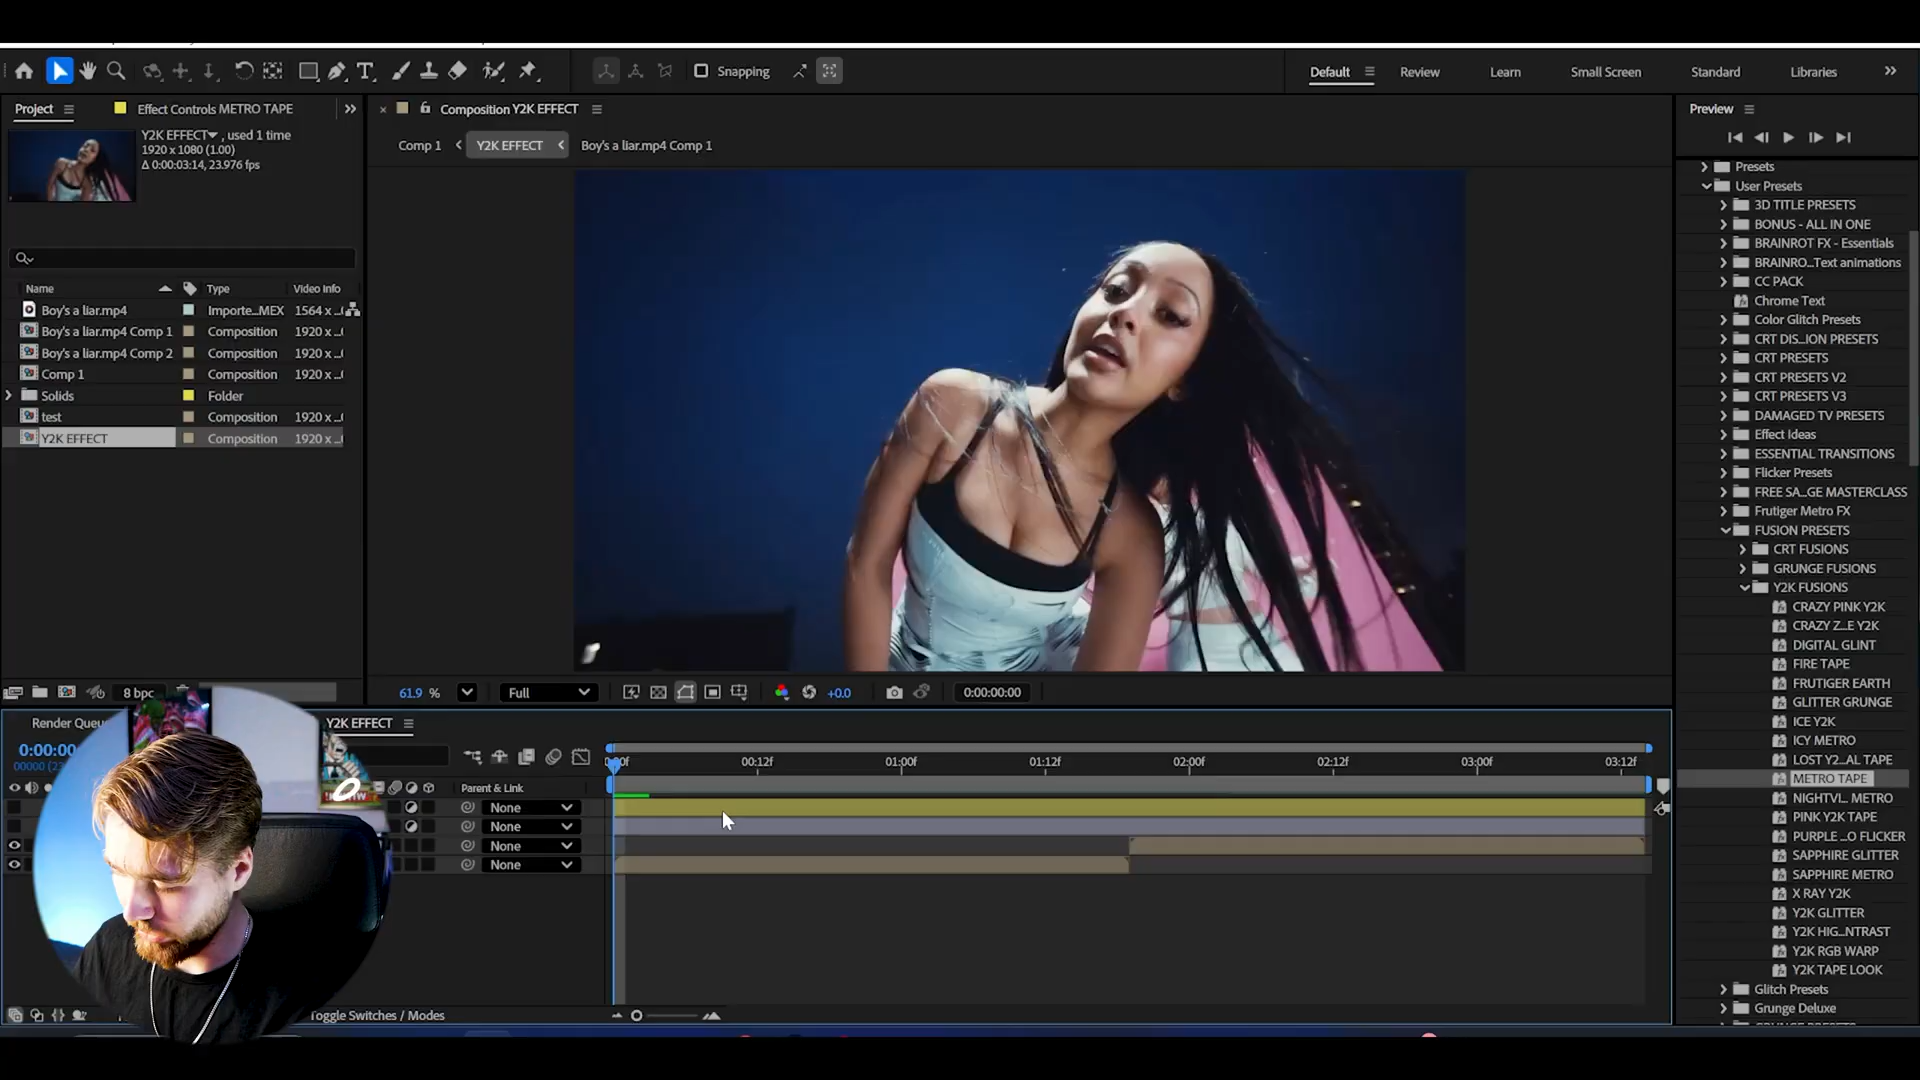 Snapping
Default
Review
Learn
Small Screen
Standard
Libraries
Project
Effect Controls METRO TAPE
Composition Y2K EFFECT
Preview
Y2K EFFECT , used 1 time
1920 x 1080 (1.00)
Δ 0:00:03:14, 23.976 fps
Comp 1
Y2K EFFECT
Boy's a liar.mp4 Comp 1
Name
Type
Video Info
Boy's a liar.mp4
Importe...MEX
1564 x ...
Boy's a liar.mp4 Comp 1
Composition
1920 x ...(
Boy's a liar.mp4 Comp 2
Composition
1920 x ...(
Comp 1
Composition
1920 x ...(
Solids
Folder
test
Composition
1920 x ...(
Y2K EFFECT
Composition
1920 x ...(
8 bpc
61.9 %
Full
+0.0
0:00:00:00
Presets
User Presets
3D TITLE PRESETS
BONUS - ALL IN ONE
BRAINROT FX - Essentials
BRAINRO...Text animations
CC PACK
Chrome Text
Color Glitch Presets
CRT DIS...ION PRESETS
CRT PRESETS
CRT PRESETS V2
CRT PRESETS V3
DAMAGED TV PRESETS
Effect Ideas
ESSENTIAL TRANSITIONS
Flicker Presets
FREE SA...GE MASTERCLASS
Frutiger Metro FX
FUSION PRESETS
CRT FUSIONS
GRUNGE FUSIONS
Y2K FUSIONS
CRAZY PINK Y2K
CRAZY Z...E Y2K
DIGITAL GLINT
FIRE TAPE
FRUTIGER EARTH
GLITTER GRUNGE
ICE Y2K
ICY METRO
LOST Y2...AL TAPE
METRO TAPE
NIGHTVI... METRO
PINK Y2K TAPE
PURPLE ...O FLICKER
SAPPHIRE GLITTER
SAPPHIRE METRO
X RAY Y2K
Y2K GLITTER
Y2K HIG...NTRAST
Y2K RGB WARP
Y2K TAPE LOOK
Glitch Presets
Grunge Deluxe
Render Queu
Y2K EFFECT
0:00:00
00000 (23
Parent & Link
None
None
None
None
0:00f
00:12f
01:00f
01:12f
02:00f
02:12f
03:00f
03:12f
Toggle Switches / Modes